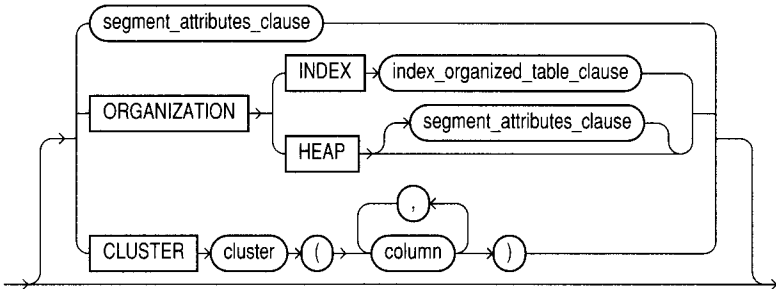 segment_attributes_clause
INDEX index_organized_table_clause
ORGANIZATION
segment_attributes_clause
HEAP
,
CLUSTER cluster ( column )